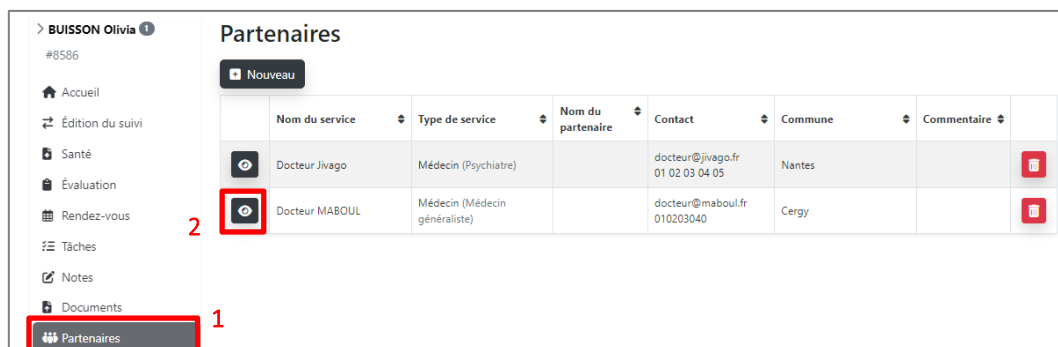 BUISSON Olivia 1
#8586
Accueil
Édition du suivi
Santé
Évaluation
Rendez-vous
Tâches
Notes
Documents
Partenaires
1
Partenaires
Nouveau
Nom du service Type de service Nom du partenaire Contact Commune Commentaire
Docteur Jivago Médecin (Psychiatre) docteur@jivago.fr Nantes
01 02 03 04 05
2
Docteur MABOUL Médecin (Médecin généraliste) docteur@maboul.fr Cergy
010203040